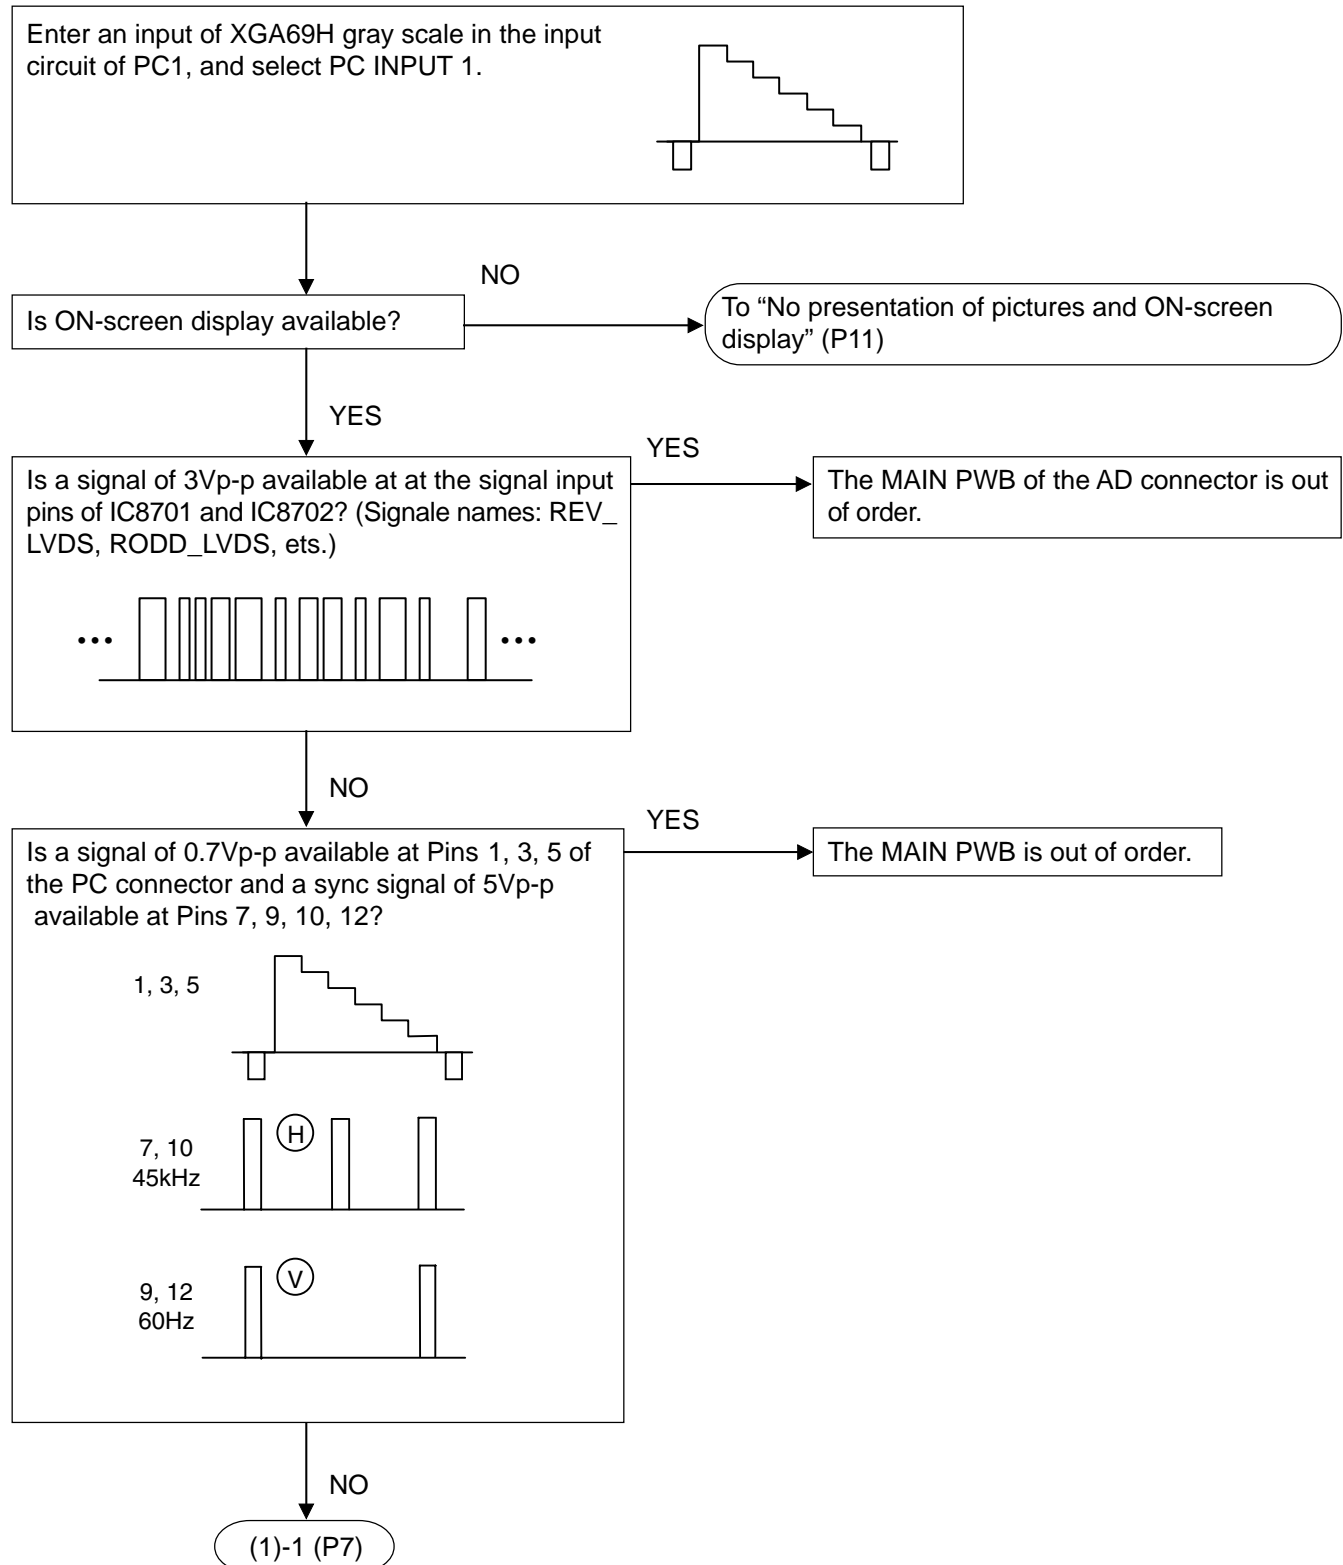 Enter an input of XGA69H gray scale in the input
circuit of PC1, and select PC INPUT 1.
NO
Is ON-screen display available?
To “No presentation of pictures and ON-screen
display” (P11)
YES
YES
Is a signal of 3Vp-p available at at the signal input
pins of IC8701 and IC8702? (Signale names: REV_
LVDS, RODD_LVDS, ets.)
The MAIN PWB of the AD connector is out
of order.
NO
YES
Is a signal of 0.7Vp-p available at Pins 1, 3, 5 of
the PC connector and a sync signal of 5Vp-p
available at Pins 7, 9, 10, 12?
The MAIN PWB is out of order.
1, 3, 5
H
7, 10
45kHz
V
9, 12
60Hz
NO
(1)-1 (P7)